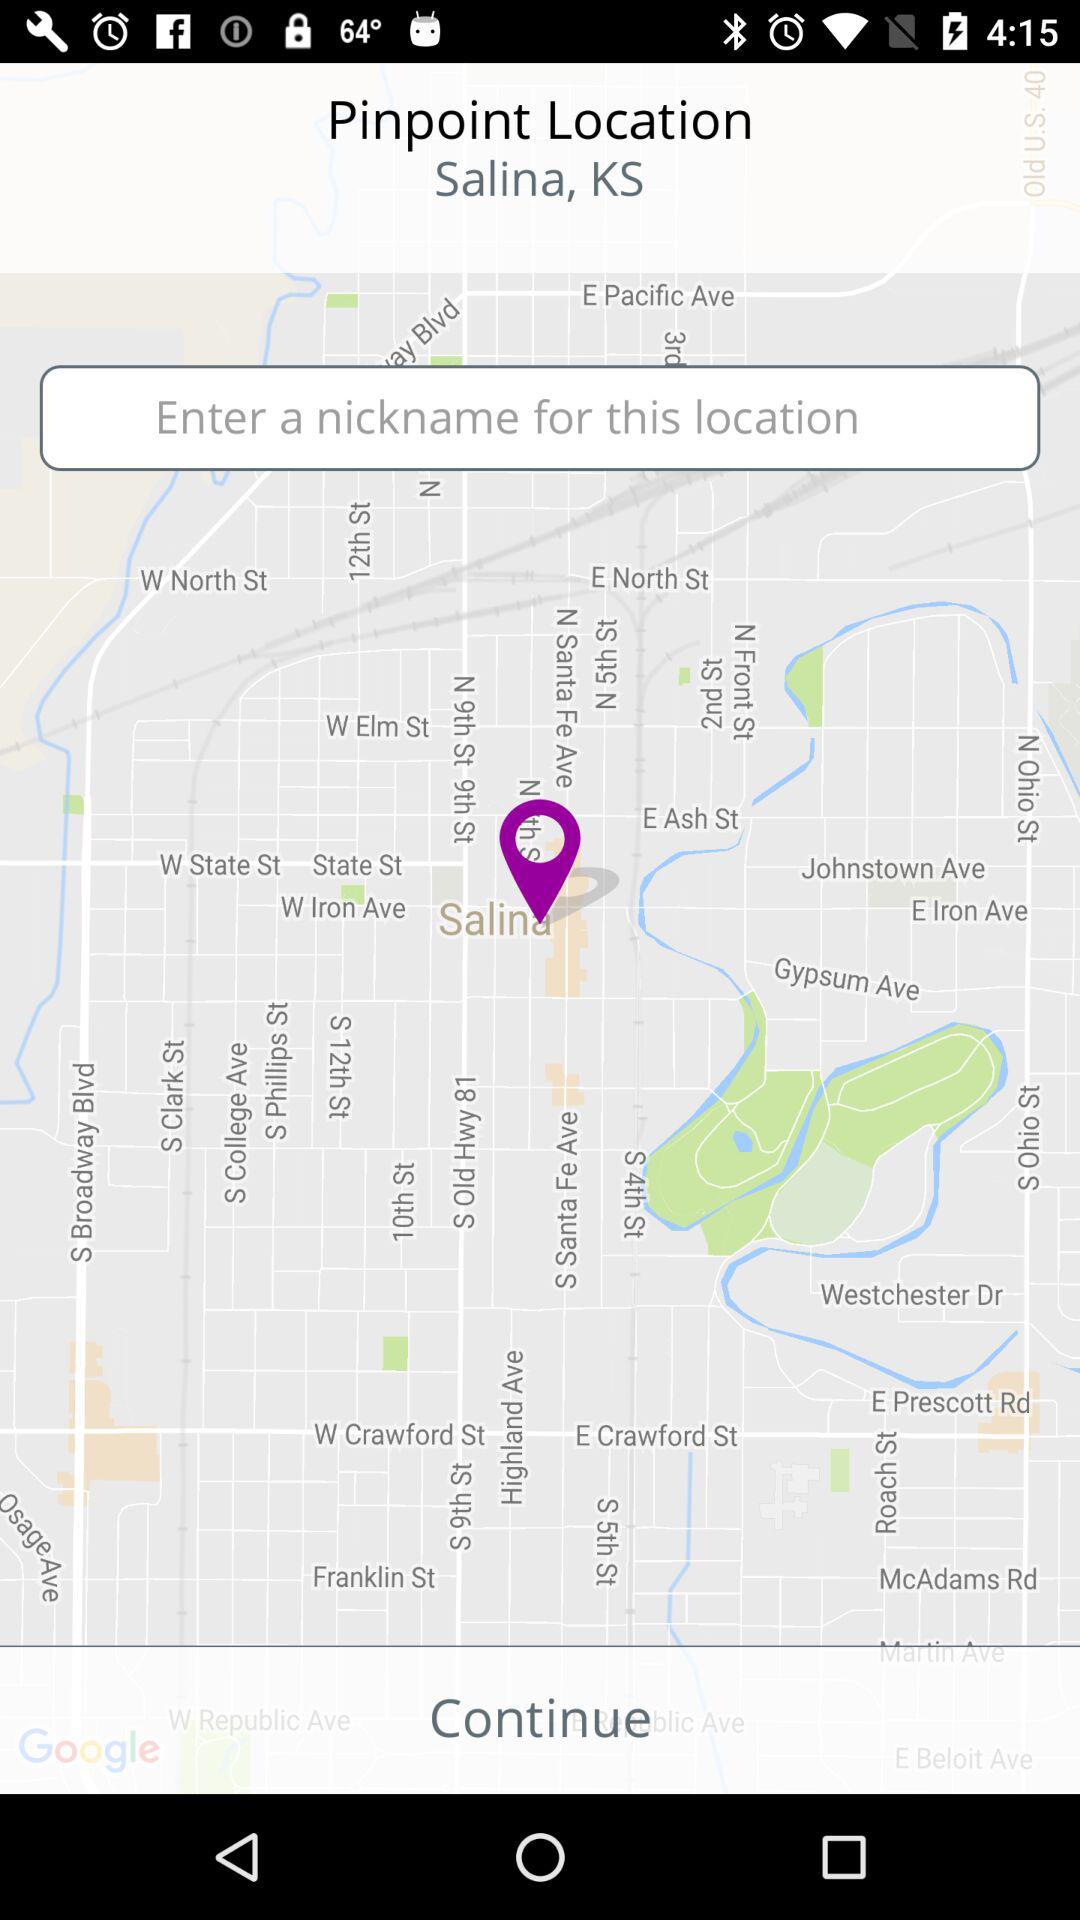 64° 4:15
Pinpoint Location
Salina, KS
Old U.S. 40
E Pacific Ave
way Blvd
3rd
Enter a nickname for this location
N
12th St
W North St
E North St
N Santa Fe Ave
N 5th St
N Front St
2nd St
N 9th St
W Elm St
N Ohio St
9th St
E Ash St
W State St
State St
Johnstown Ave
W Iron Ave
E Iron Ave
Salina
Gypsum Ave
S Phillips St
S 12th St
S Clark St
S College Ave
S Broadway Blvd
S Old Hwy 81
S Ohio St
S Santa Fe Ave
S 4th St
10th St
Westchester Dr
Highland Ave
E Prescott Rd
W Crawford St
E Crawford St
Roach St
S 9th St
S 5th St
Osage Ave
Franklin St
McAdams Rd
Martin Ave
W Republic Ave
Continue
E Republic Ave
Google
E Beloit Ave